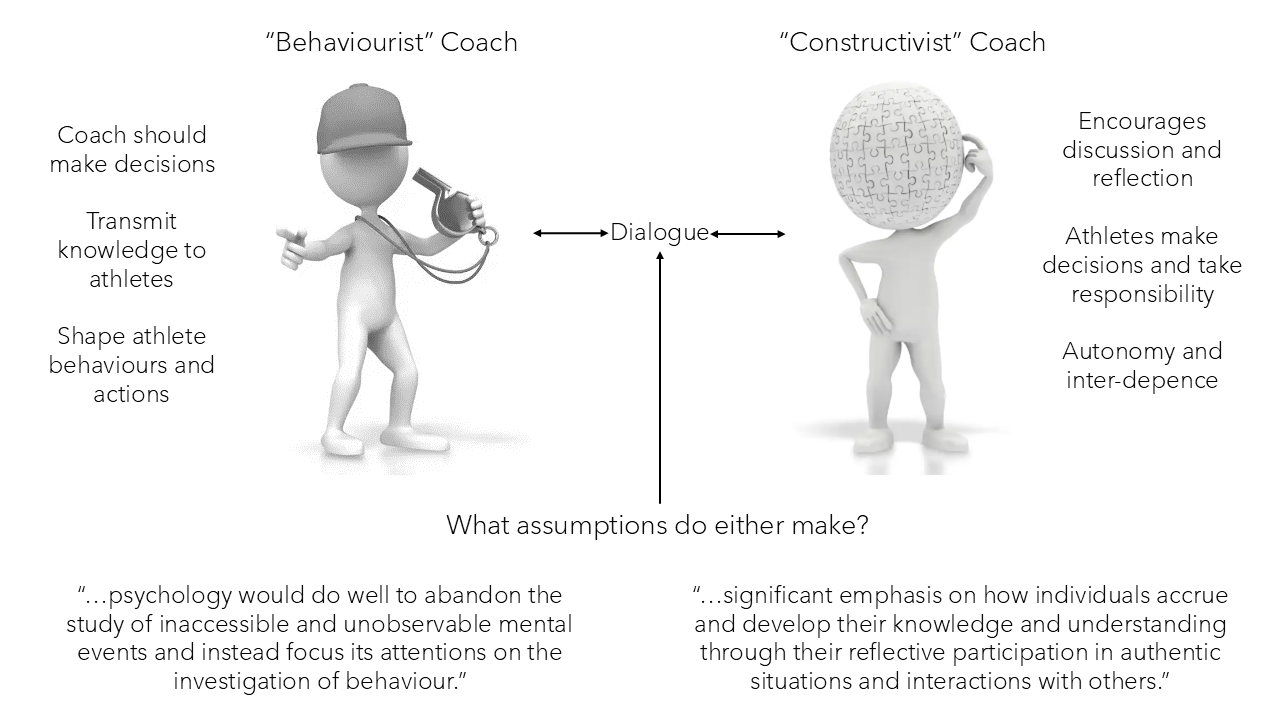 “Behaviourist” Coach
Coach should
make decisions
Transmit
knowledge to
athletes
Shape athlete
behaviours and
actions
Dialogue
“Constructivist” Coach
Encourages
discussion and
reflection
Athletes make
decisions and take
responsibility
Autonomy and
inter-depence
What assumptions do either make?
“…psychology would do well to abandon the
study of inaccessible and unobservable mental
events and instead focus its attentions on the
investigation of behaviour.”
“…significant emphasis on how individuals accrue
and develop their knowledge and understanding
through their reflective participation in authentic
situations and interactions with others.”